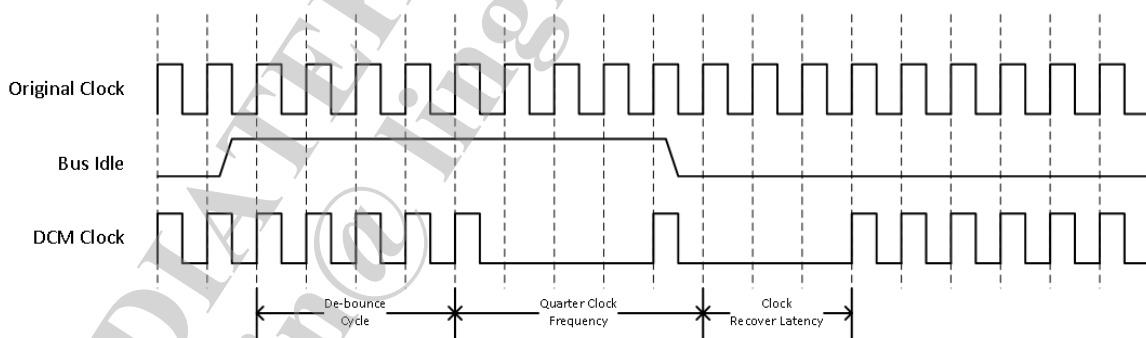 Original Clock
Bus Idle
DCM Clock
De-bounce
Cycle
Quarter Clock
Frequency
Clock
Recover Latency